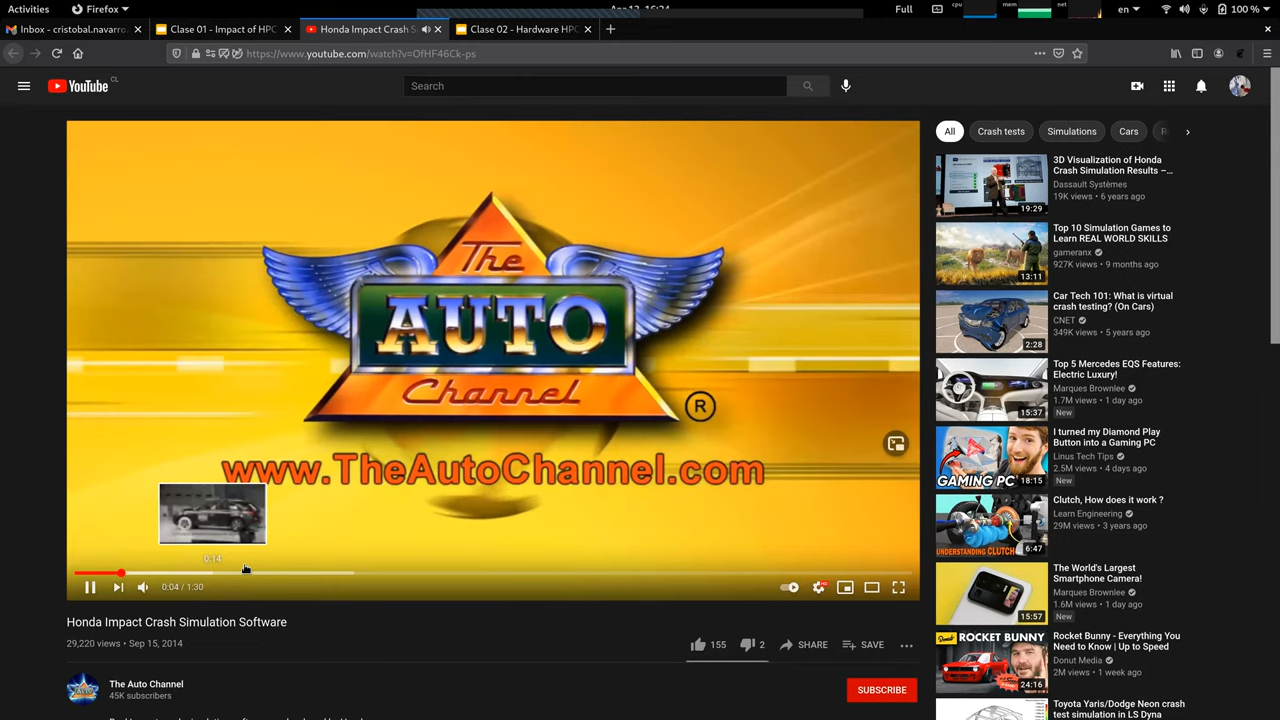 Activities
Firefox
Apr 13, 16:24
Full
cpu
mem
net
en
100 %
Inbox - cristobal.navarro.
Clase 01 - Impact of HPC
Honda Impact Crash S
Clase 02 - Hardware HPC
https://www.youtube.com/watch?v=OfHF46Ck-ps
YouTube CL
Search
The
AUTO
Channel
®
www.TheAutoChannel.com
0:14
0:04 / 1:30
HD
Honda Impact Crash Simulation Software
29,220 views • Sep 15, 2014
155
2
SHARE
SAVE
The Auto Channel
45K subscribers
SUBSCRIBE
All
Crash tests
Simulations
Cars
3D Visualization of Honda
Crash Simulation Results –...
Dassault Systèmes
19K views • 6 years ago
19:29
Top 10 Simulation Games to
Learn REAL WORLD SKILLS
gameranx
927K views • 9 months ago
13:11
Car Tech 101: What is virtual
crash testing? (On Cars)
CNET
349K views • 5 years ago
2:28
Top 5 Mercedes EQS Features:
Electric Luxury!
Marques Brownlee
1.7M views • 1 day ago
New
15:37
I turned my Diamond Play
Button into a Gaming PC
Linus Tech Tips
2.5M views • 4 days ago
New
GAMING PC
18:15
Clutch, How does it work ?
Learn Engineering
29M views • 3 years ago
UNDERSTANDING CLUTCH
6:47
The World's Largest
Smartphone Camera!
Marques Brownlee
1.6M views • 1 day ago
New
15:57
Rocket Bunny - Everything You
Need to Know | Up to Speed
Donut Media
2M views • 1 week ago
ROCKET BUNNY
24:16
Toyota Yaris/Dodge Neon crash
test simulation in LS Dyna